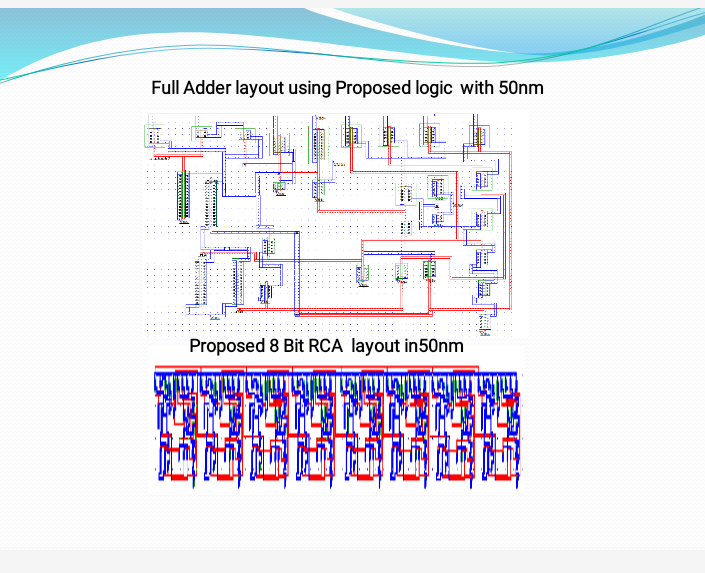 Full Adder layout using Proposed logic with 50nm
Proposed 8 Bit RCA layout in50nm